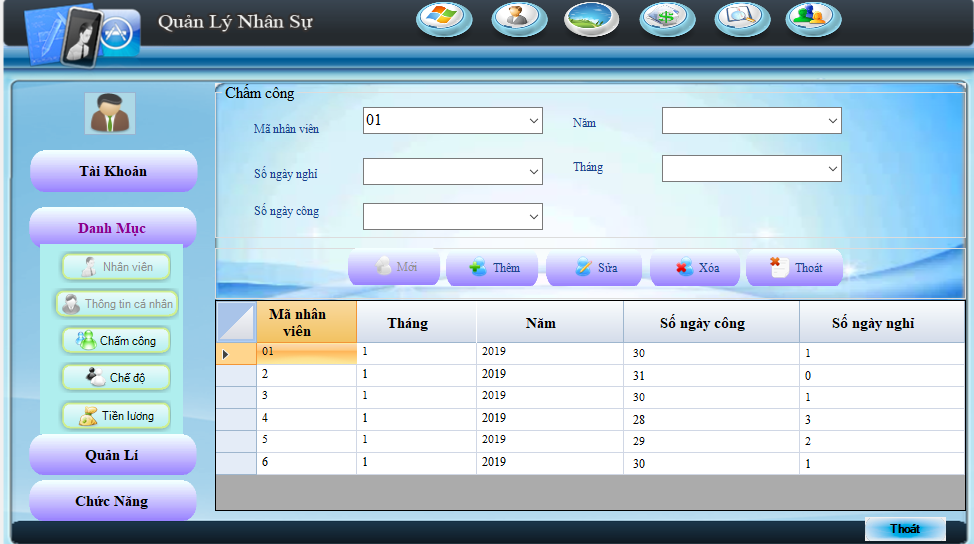 Quản Lý Nhân Sự
Tài Khoản
Danh Mục
Nhân viên
Thông tin cá nhân
Chấm công
Chế độ
Tiền lương
Quản Lí
Chức Năng
Chấm công
Mã nhân viên 01 Năm
Số ngày nghỉ Tháng
Số ngày công
Mới Thêm Sửa Xóa Thoát
Mã nhân viên Tháng Năm Số ngày công Số ngày nghỉ
01 1 2019 30 1
2 1 2019 31 0
3 1 2019 30 1
4 1 2019 28 3
5 1 2019 29 2
6 1 2019 30 1
Thoát